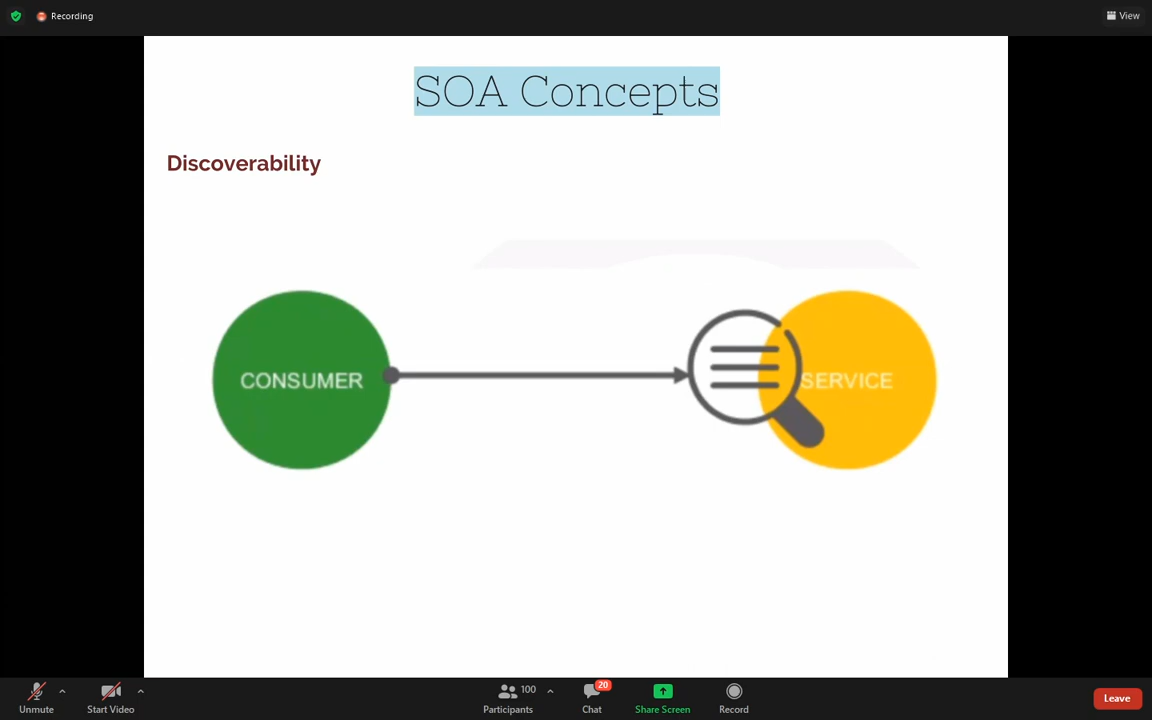 Recording
View
SOA Concepts
Discoverability
CONSUMER
SERVICE
100
20
Unmute
Start Video
Participants
Chat
Share Screen
Record
Leave